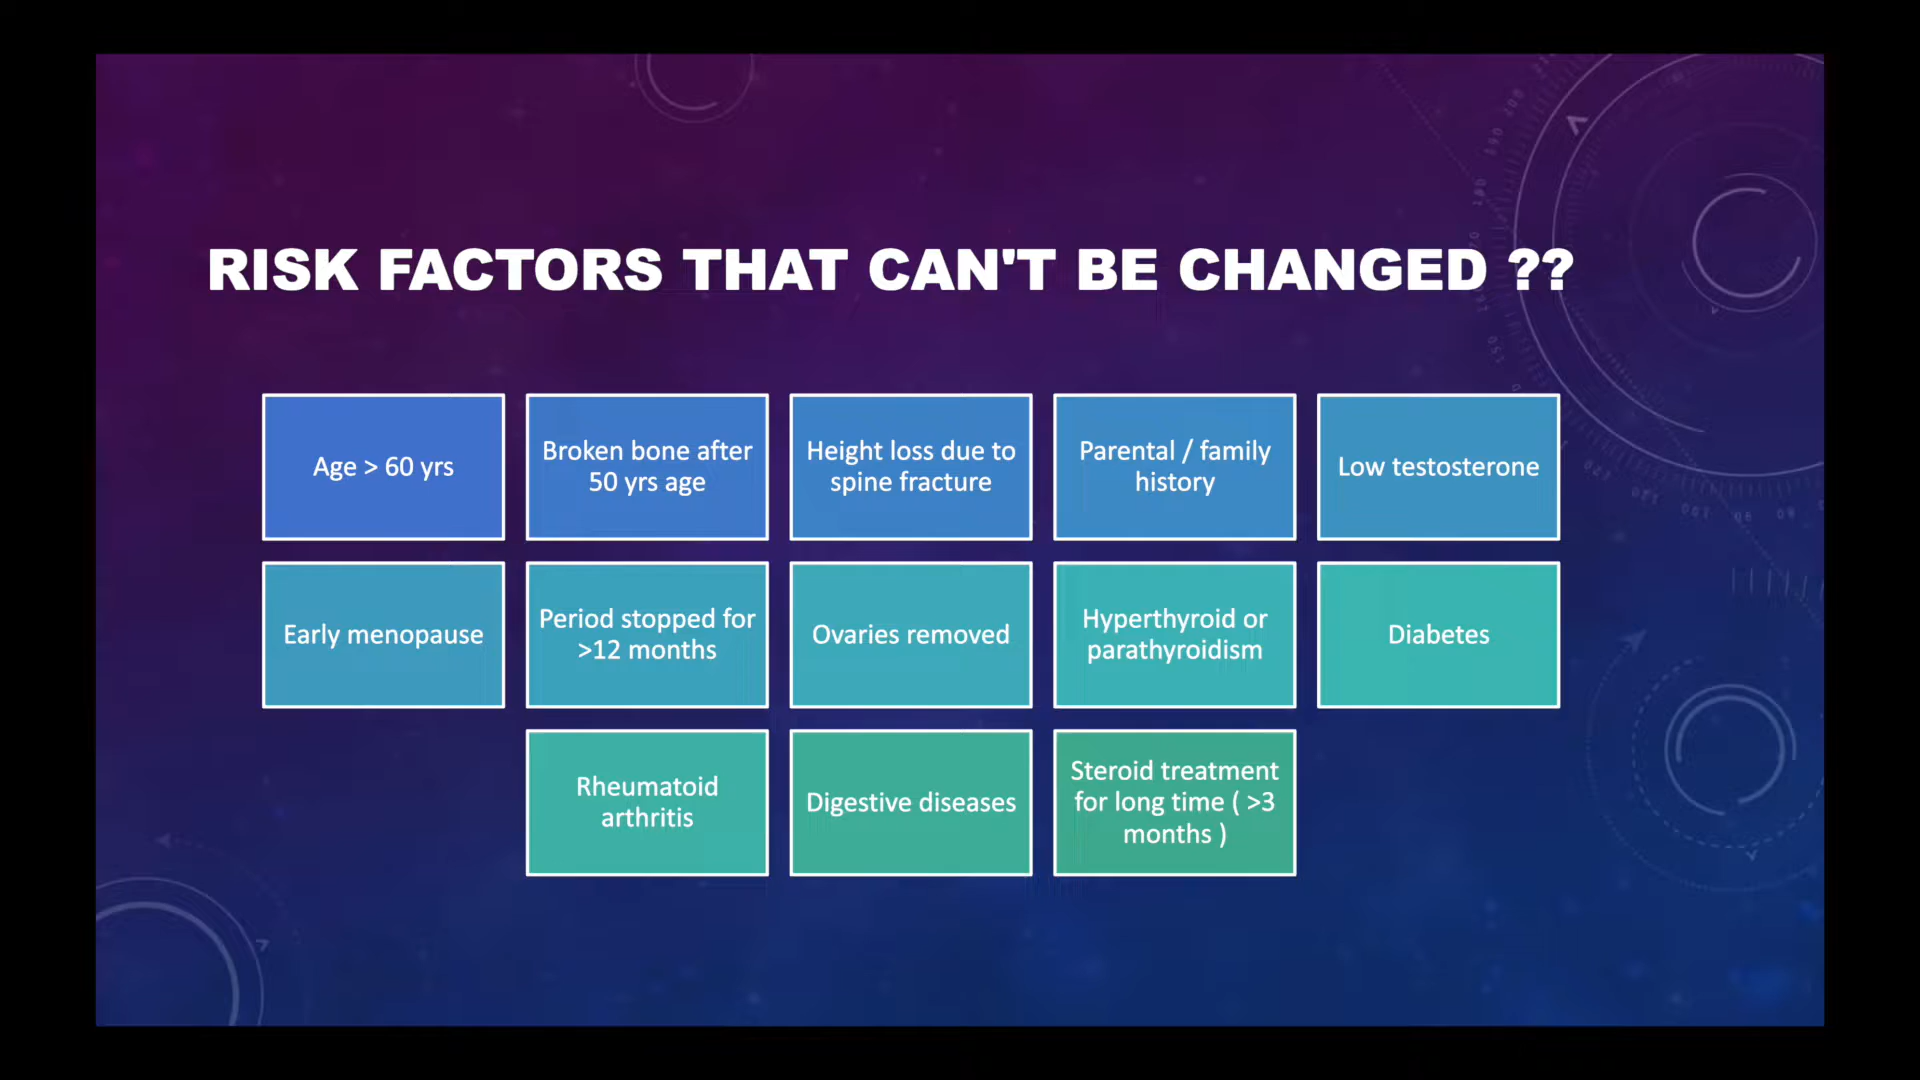 RISK FACTORS THAT CAN'T BE CHANGED ??
Age > 60 yrs
Broken bone after
50 yrs age
Height loss due to
spine fracture
Parental / family
history
Low testosterone
Early menopause
Period stopped for
>12 months
Ovaries removed
Hyperthyroid or
parathyroidism
Diabetes
Rheumatoid
arthritis
Digestive diseases
Steroid treatment
for long time ( >3
months )